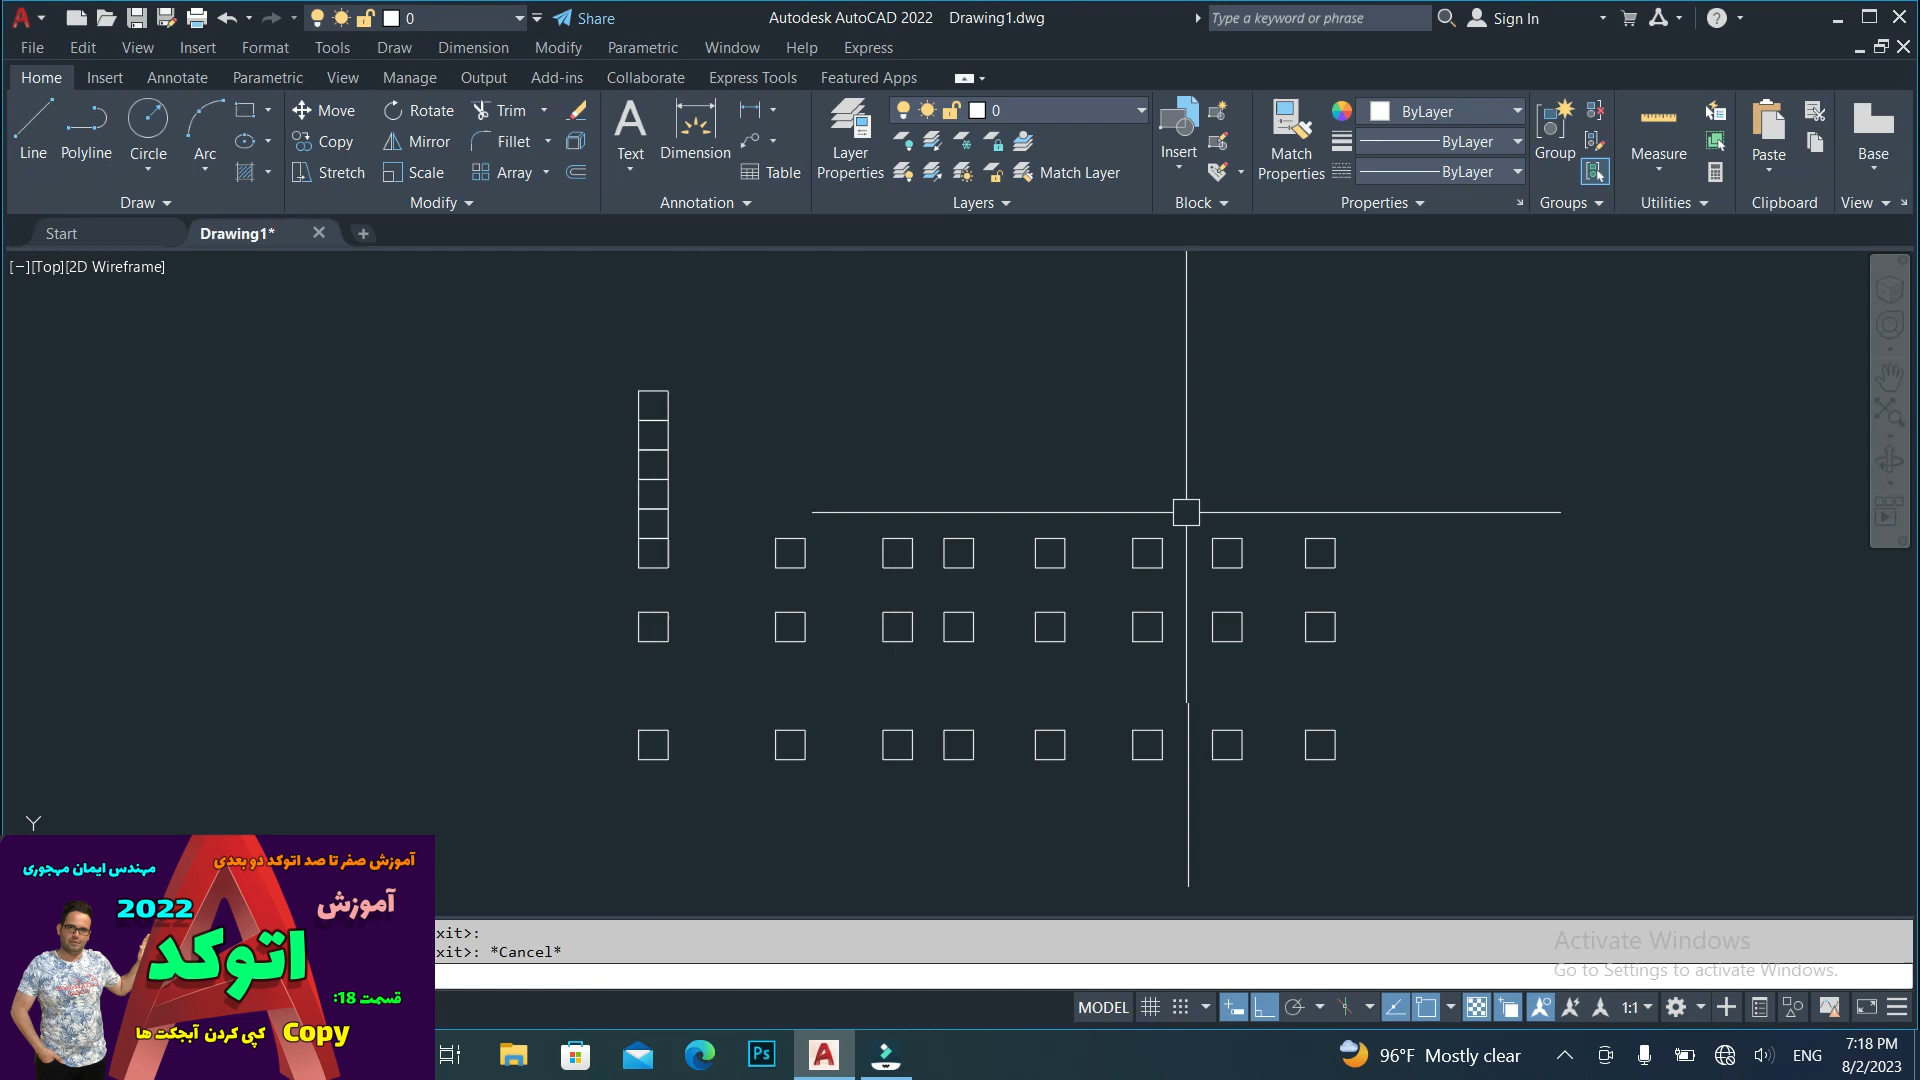 0
Share
Autodesk AutoCAD 2022 Drawing1.dwg
Type a keyword or phrase
Sign In
File Edit View Insert Format Tools Draw Dimension Modify Parametric Window Help Express
Home Insert Annotate Parametric View Manage Output Add-ins Collaborate Express Tools Featured Apps
Line Polyline Circle Arc
Draw
Move Rotate Trim
Copy Mirror Fillet
Stretch Scale Array
Modify
Text Dimension Table
Annotation
Layer Properties
0
Match Layer
Layers
Insert
Block
Match Properties
ByLayer
ByLayer
ByLayer
Properties
Group
Groups
Measure
Utilities
Paste
Clipboard
Base
View
Start
Drawing1*
[−][Top][2D Wireframe]
Y
آموزش صفر تا صد اتوکد دو بعدی
مهندس ایمان مهجوری
آموزش
2022
اتوکد
قسمت 18:
Copy کپی کردن آبجکت ها
xit>:
xit>: *Cancel*
Activate Windows
Go to Settings to activate Windows.
MODEL
1:1
Ps
A
96°F Mostly clear
ENG
7:18 PM
8/2/2023